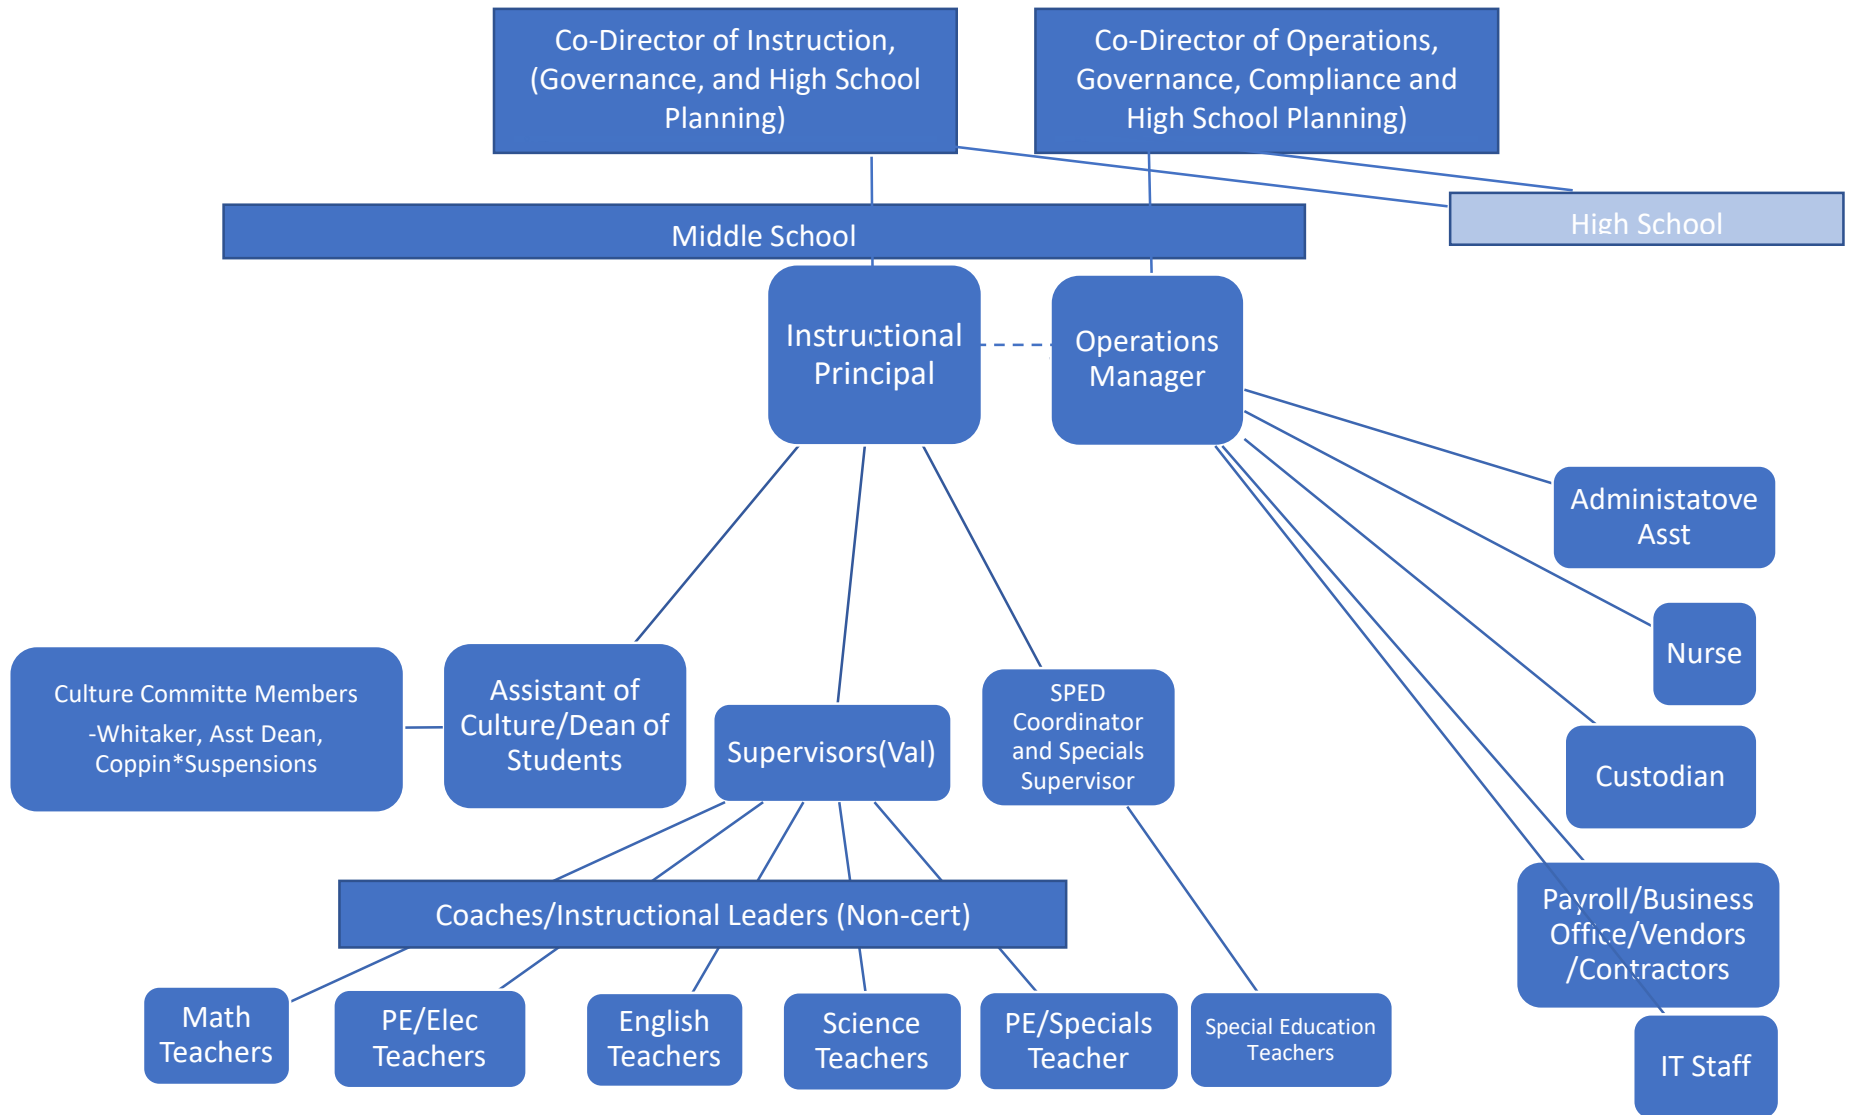 Co-Director of Instruction,
(Governance, and High School
Planning)
Co-Director of Operations,
Governance, Compliance and
High School Planning)
Middle School
High School
Instructional
Principal
Operations
Manager
Administatove
Asst
Nurse
Custodian
Payroll/Business
Office/Vendors
/Contractors
IT Staff
Culture Committe Members
-Whitaker, Asst Dean,
Coppin*Suspensions
Assistant of
Culture/Dean of
Students
Supervisors(Val)
SPED
Coordinator
and Specials
Supervisor
Coaches/Instructional Leaders (Non-cert)
Math
Teachers
PE/Elec
Teachers
English
Teachers
Science
Teachers
PE/Specials
Teacher
Special Education
Teachers